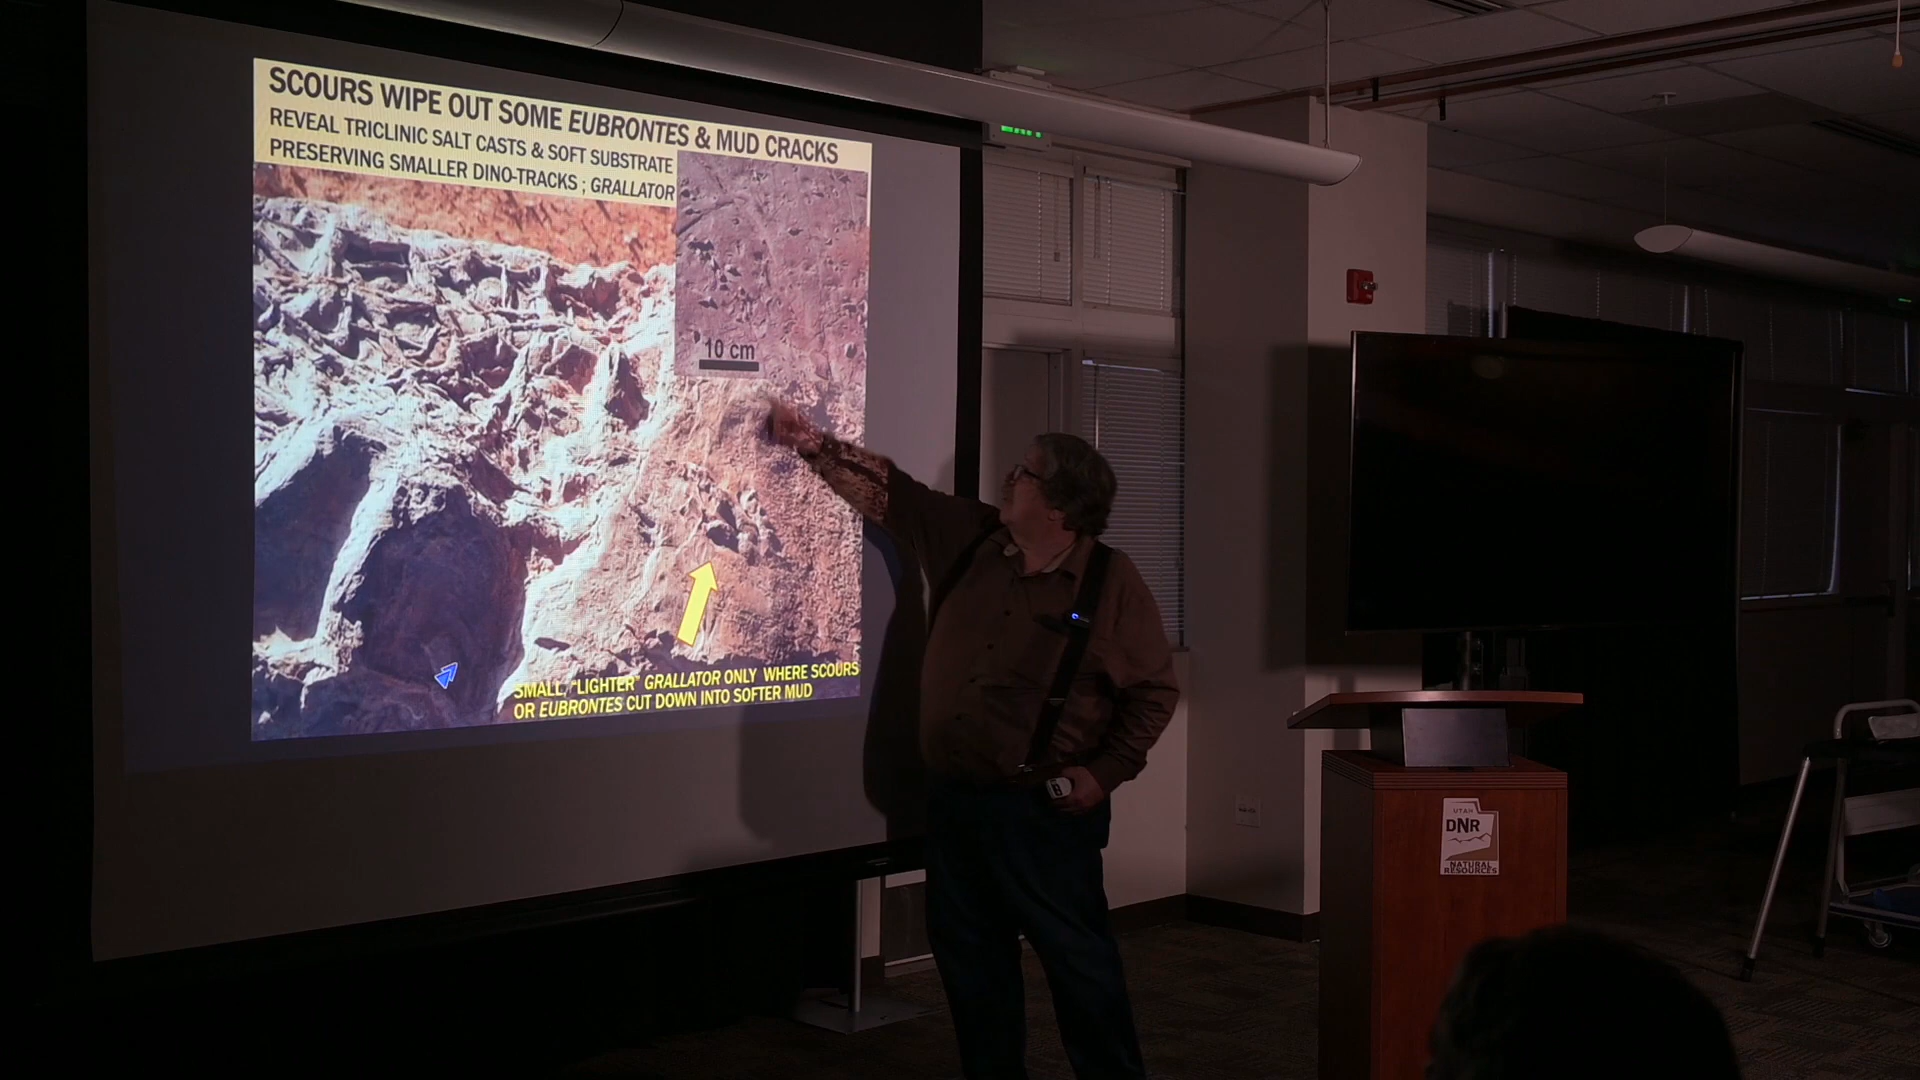 SCOURS WIPE OUT SOME EUBRONTES & MUD CRACKS
REVEAL TRICLINIC SALT CASTS & SOFT SUBSTRATE
PRESERVING SMALLER DINO-TRACKS ; GRALLATOR
10 cm
SMALL, "LIGHTER" GRALLATOR ONLY WHERE SCOURS
OR EUBRONTES CUT DOWN INTO SOFTER MUD
UTAH
DNR
NATURAL
RESOURCES